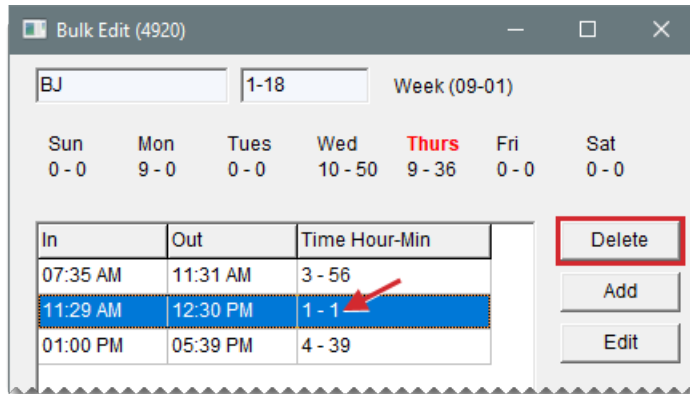 Bulk Edit (4920)
BJ 1-18 Week (09-01)
Sun Mon Tues Wed Thurs Fri Sat
0 - 0 9 - 0 0 - 0 10 - 50 9 - 36 0 - 0 0 - 0
In Out Time Hour-Min Delete
07:35 AM 11:31 AM 3 - 56
Add
11:29 AM 12:30 PM 1 - 1
01:00 PM 05:39 PM 4 - 39 Edit